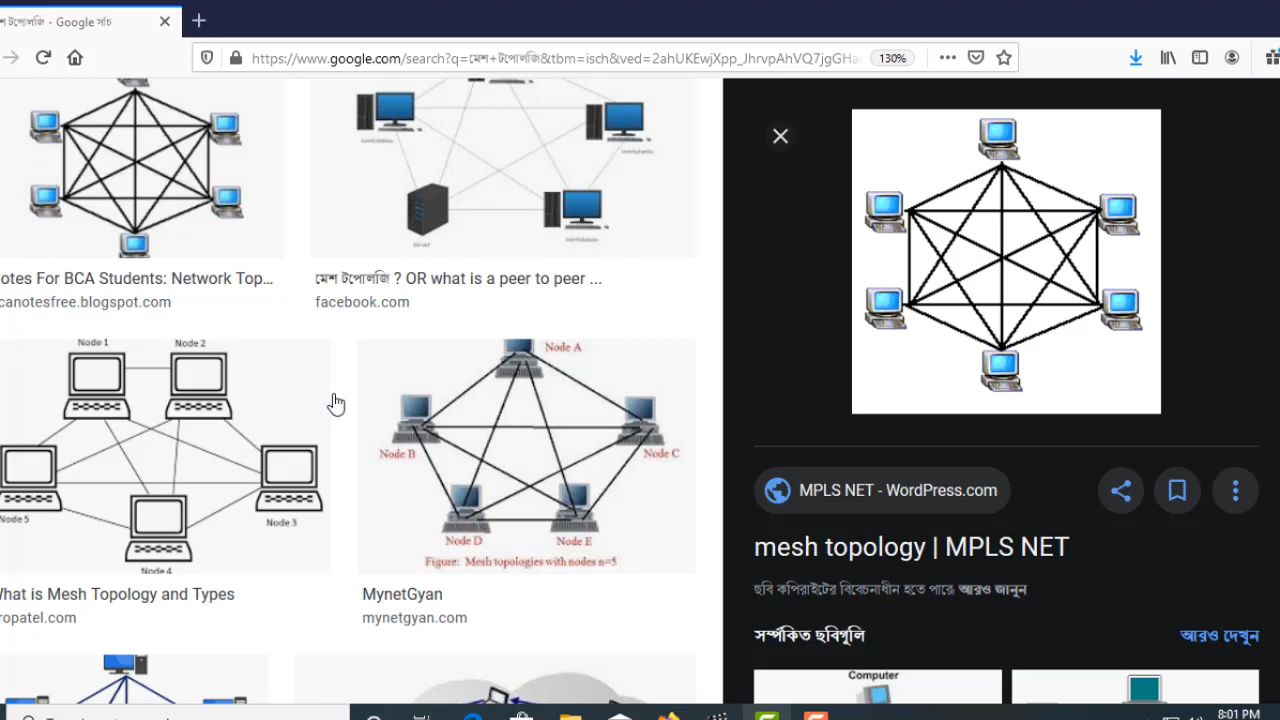 শ টপোলজি - Google সার্চ
https://www.google.com/search?q=মেশ+টপোলজি&tbm=isch&ved=2ahUKEwjXpp_JhrvpAhVQ7jgGHa
130%
otes For BCA Students: Network Top...
canotesfree.blogspot.com
মেশ টপোলজি ? OR what is a peer to peer ...
facebook.com
Node 1
Node 2
Node 5
Node 3
Node 4
Node A
Node B
Node C
Node D
Node E
Figure: Mesh topologies with nodes n=5
What is Mesh Topology and Types
ropatel.com
MynetGyan
mynetgyan.com
MPLS NET - WordPress.com
mesh topology | MPLS NET
ছবি কপিরাইটের বিবেচনাধীন হতে পারে আরও জানুন
সম্পর্কিত ছবিগুলি
আরও দেখুন
Computer
8:01 PM